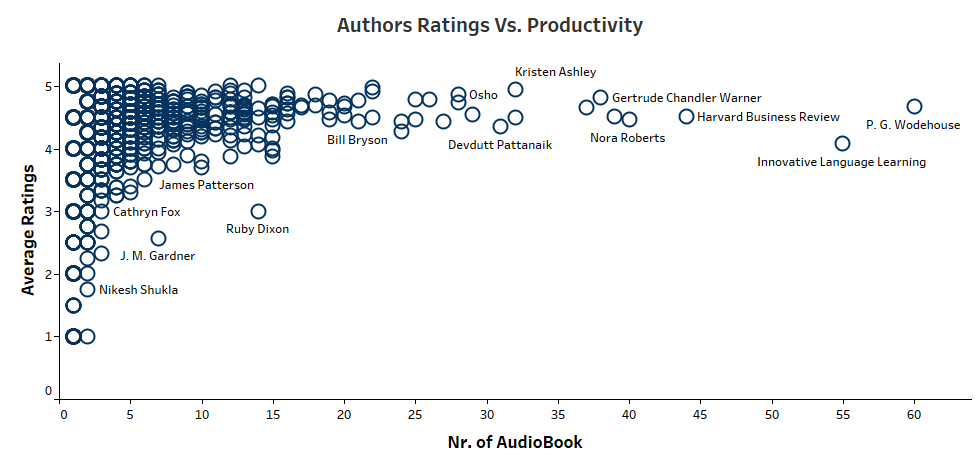 Authors Ratings Vs. Productivity
Kristen Ashley
5
Osho
Gertrude Chandler Warner
Harvard Business Review
P. G. Wodehouse
Bill Bryson
Nora Roberts
Devdutt Pattanaik
4
Innovative Language Learning
James Patterson
3
Cathryn Fox
Ruby Dixon
J. M. Gardner
2
Nikesh Shukla
1
0
Average Ratings
0 5 10 15 20 25 30 35 40 45 50 55 60
Nr. of AudioBook